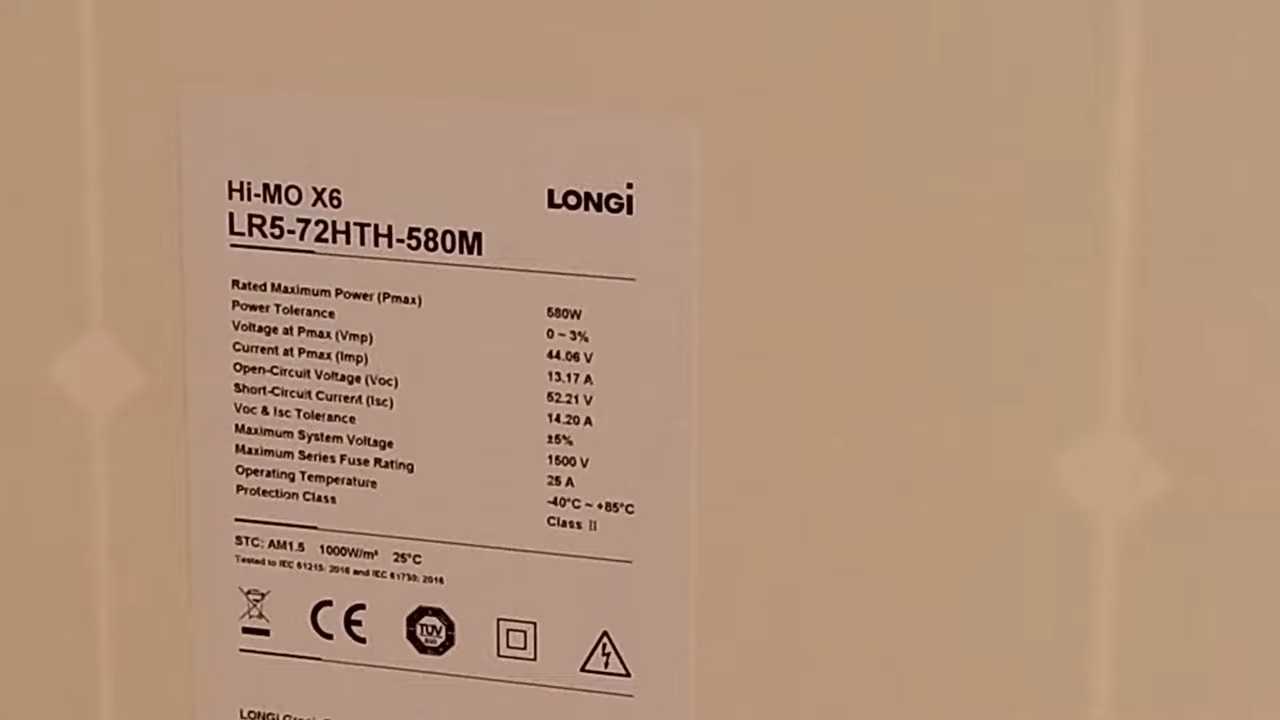 Hi-MO X6
LONGi
LR5-72HTH-580M
Rated Maximum Power (Pmax) 580W
Power Tolerance 0 ~ 3%
Voltage at Pmax (Vmp) 44.06 V
Current at Pmax (Imp) 13.17 A
Open-Circuit Voltage (Voc) 52.21 V
Short-Circuit Current (Isc) 14.20 A
Voc & Isc Tolerance ±5%
Maximum System Voltage 1500 V
Maximum Series Fuse Rating 25 A
Operating Temperature -40°C ~ +85°C
Protection Class Class II
STC: AM1.5 1000W/m² 25°C
Tested to IEC 61215: 2016 and IEC 61730: 2016
CE
TÜV
LONGi